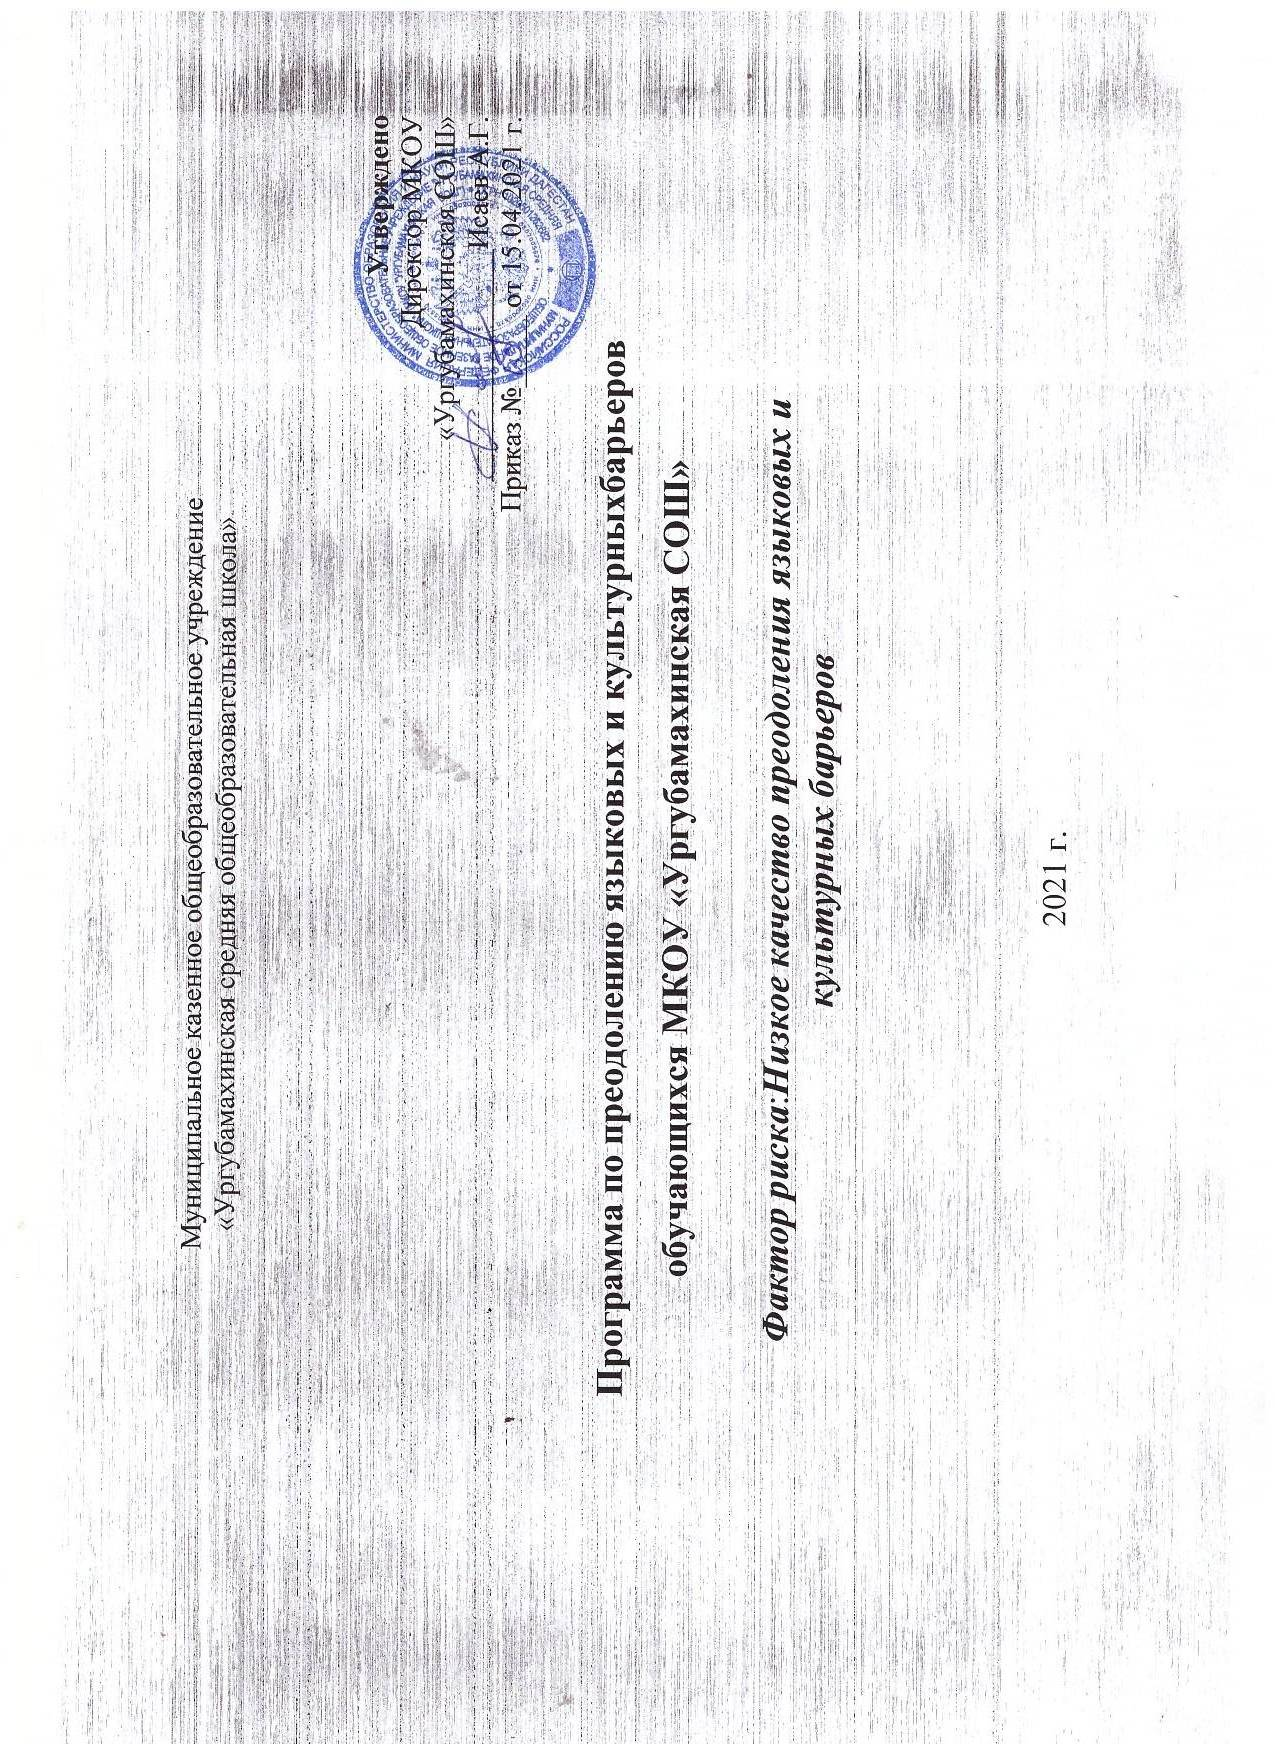 Муниципальное казенное общеобразовательное учреждение
«Ургубамахинская средняя общеобразовательная школа»
Утверждено
Директор МКОУ
«Ургубамахинская СОШ»
Исаев А.Г.
Приказ № от 15.04.2021 г.
Программа по преодолению языковых и культурныхбарьеров
обучающихся МКОУ «Ургубамахинская СОШ»
Фактор риска:Низкое качество преодоления языковых и
культурных барьеров
2021 г.